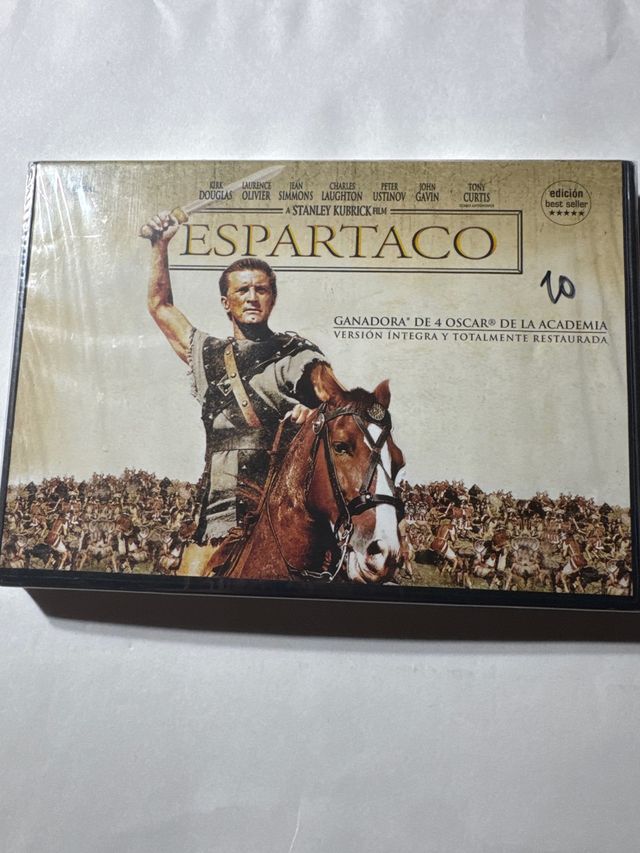 KIRK DOUGLAS LAURENCE OLIVIER JEAN SIMMONS CHARLES LAUGHTON PETER USTINOV JOHN GAVIN TONY CURTIS
A STANLEY KUBRICK FILM
ESPARTACO
edición
best seller
★★★★★
20
GANADORA* DE 4 OSCAR® DE LA ACADEMIA
VERSIÓN ÍNTEGRA Y TOTALMENTE RESTAURADA